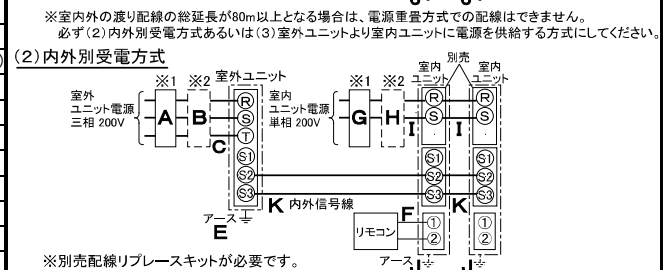 ※室内外の渡り配線の総延長が80m以上となる場合は、電源重畳方式での配線はできません。
必ず(2)内外別受電方式あるいは(3)室外ユニットより室内ユニットに電源を供給する方式にしてください。
(2)内外別受電方式
別売
※1 ※2 室外ユニット ※1 ※2 室内ユニット 室内ユニット
室外ユニット電源 三相 200V
A B C
R
S
T
S1
S2
S3
室内ユニット電源 単相 200V
G H I I
R
S
S1
S2
S3
R
S
S1
S2
S3
K 内外信号線 K
アース
E
リモコン F
①
②
①
②
アース J J
※別売配線リプレースキットが必要です。